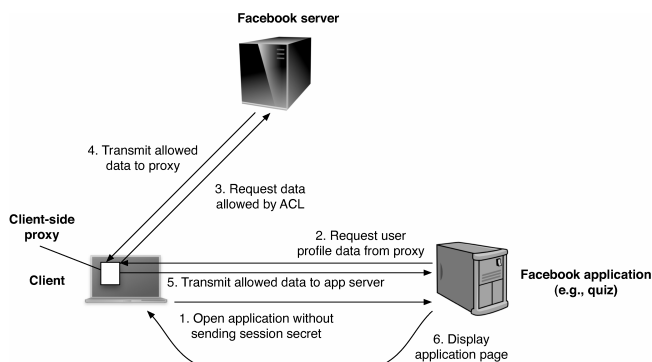 Facebook server
4. Transmit allowed
data to proxy
3. Request data
allowed by ACL
Client-side
proxy
2. Request user
profile data from proxy
Client
5. Transmit allowed data to app server
Facebook application
(e.g., quiz)
1. Open application without
sending session secret
6. Display
application page